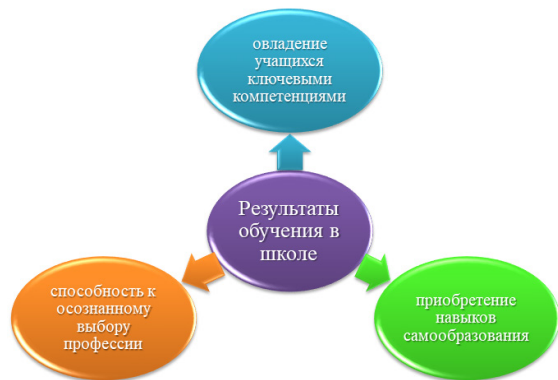 овладение
учащихся
ключевыми
компетенциями
Результаты
обучения в
школе
способность к
осознанному
выбору
профессии
приобретение
навыков
самообразования